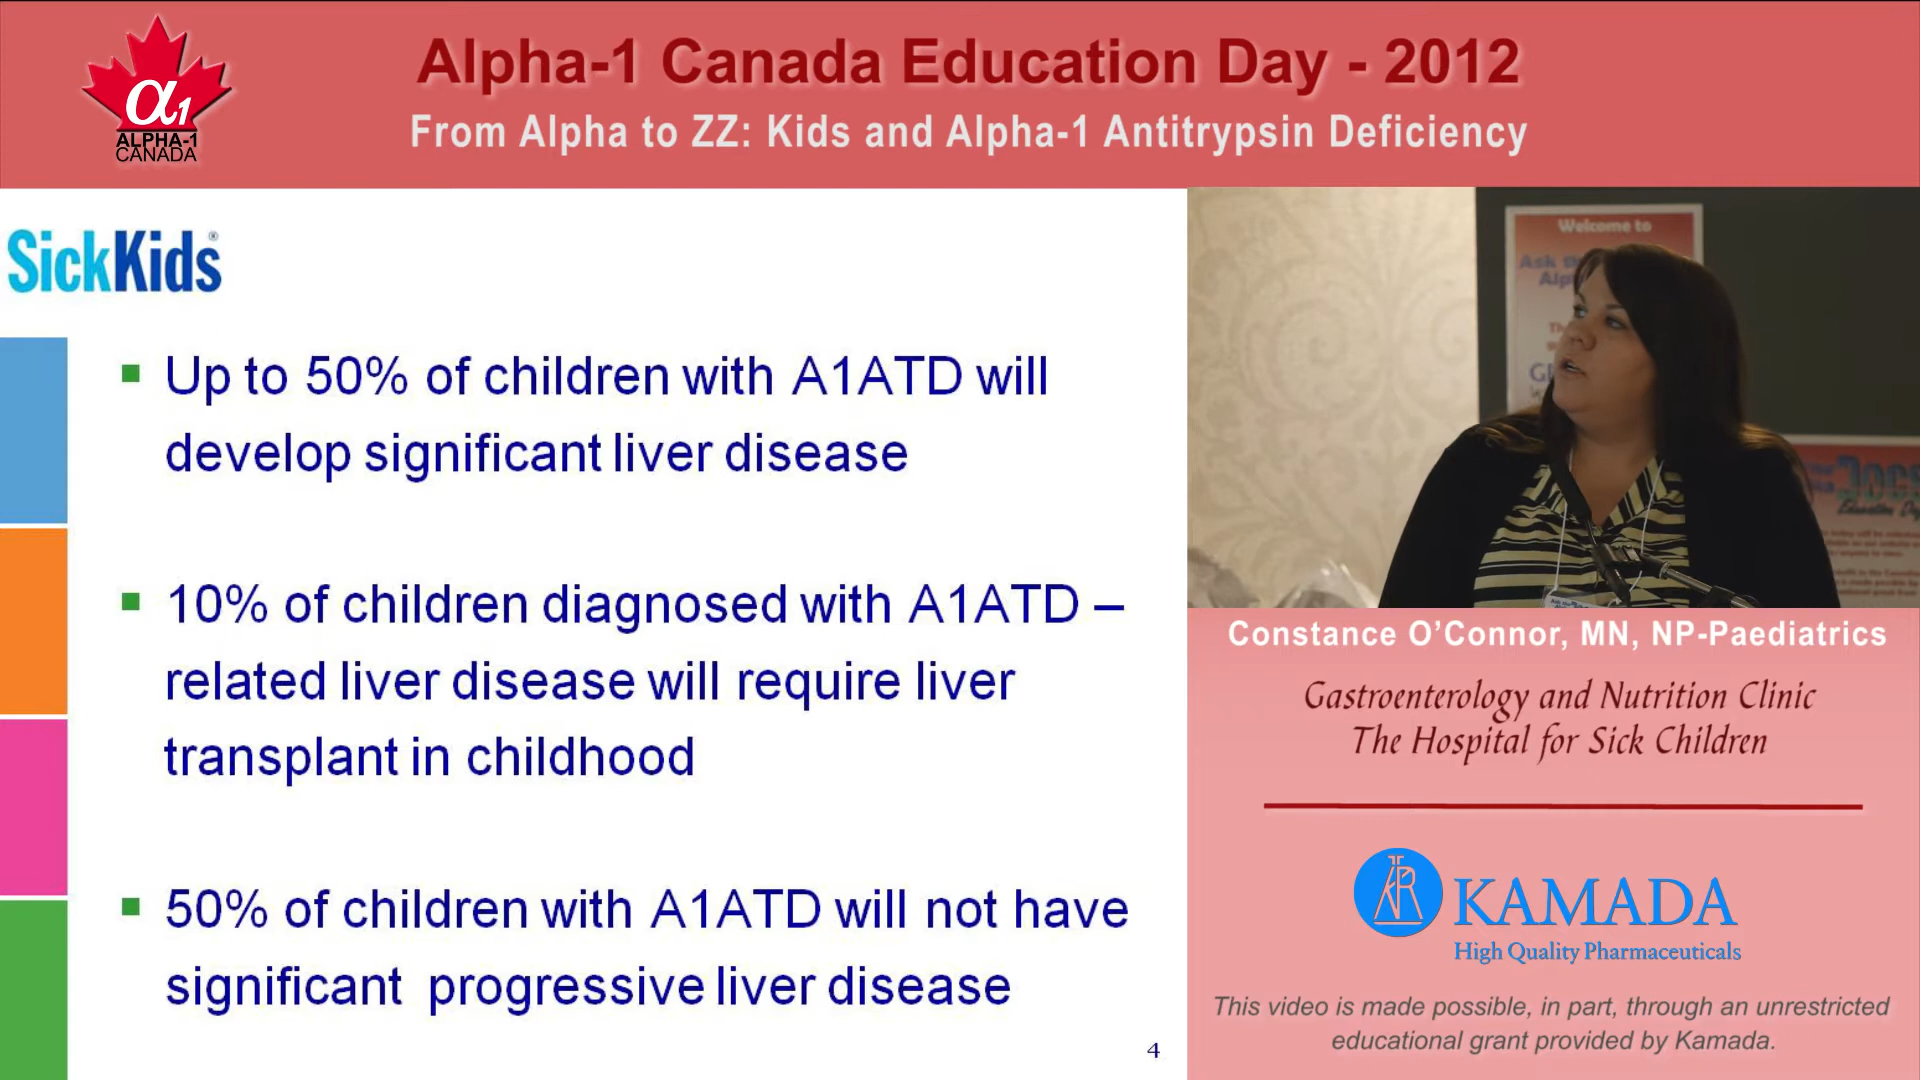 α1
ALPHA-1
CANADA
Alpha-1 Canada Education Day - 2012
From Alpha to ZZ: Kids and Alpha-1 Antitrypsin Deficiency
SickKids®
▪ Up to 50% of children with A1ATD will
develop significant liver disease
▪ 10% of children diagnosed with A1ATD –
related liver disease will require liver
transplant in childhood
▪ 50% of children with A1ATD will not have
significant progressive liver disease
4
Welcome to
Ask
Docs
Education
Constance O'Connor, MN, NP-Paediatrics
Gastroenterology and Nutrition Clinic
The Hospital for Sick Children
KAMADA
High Quality Pharmaceuticals
This video is made possible, in part, through an unrestricted
educational grant provided by Kamada.